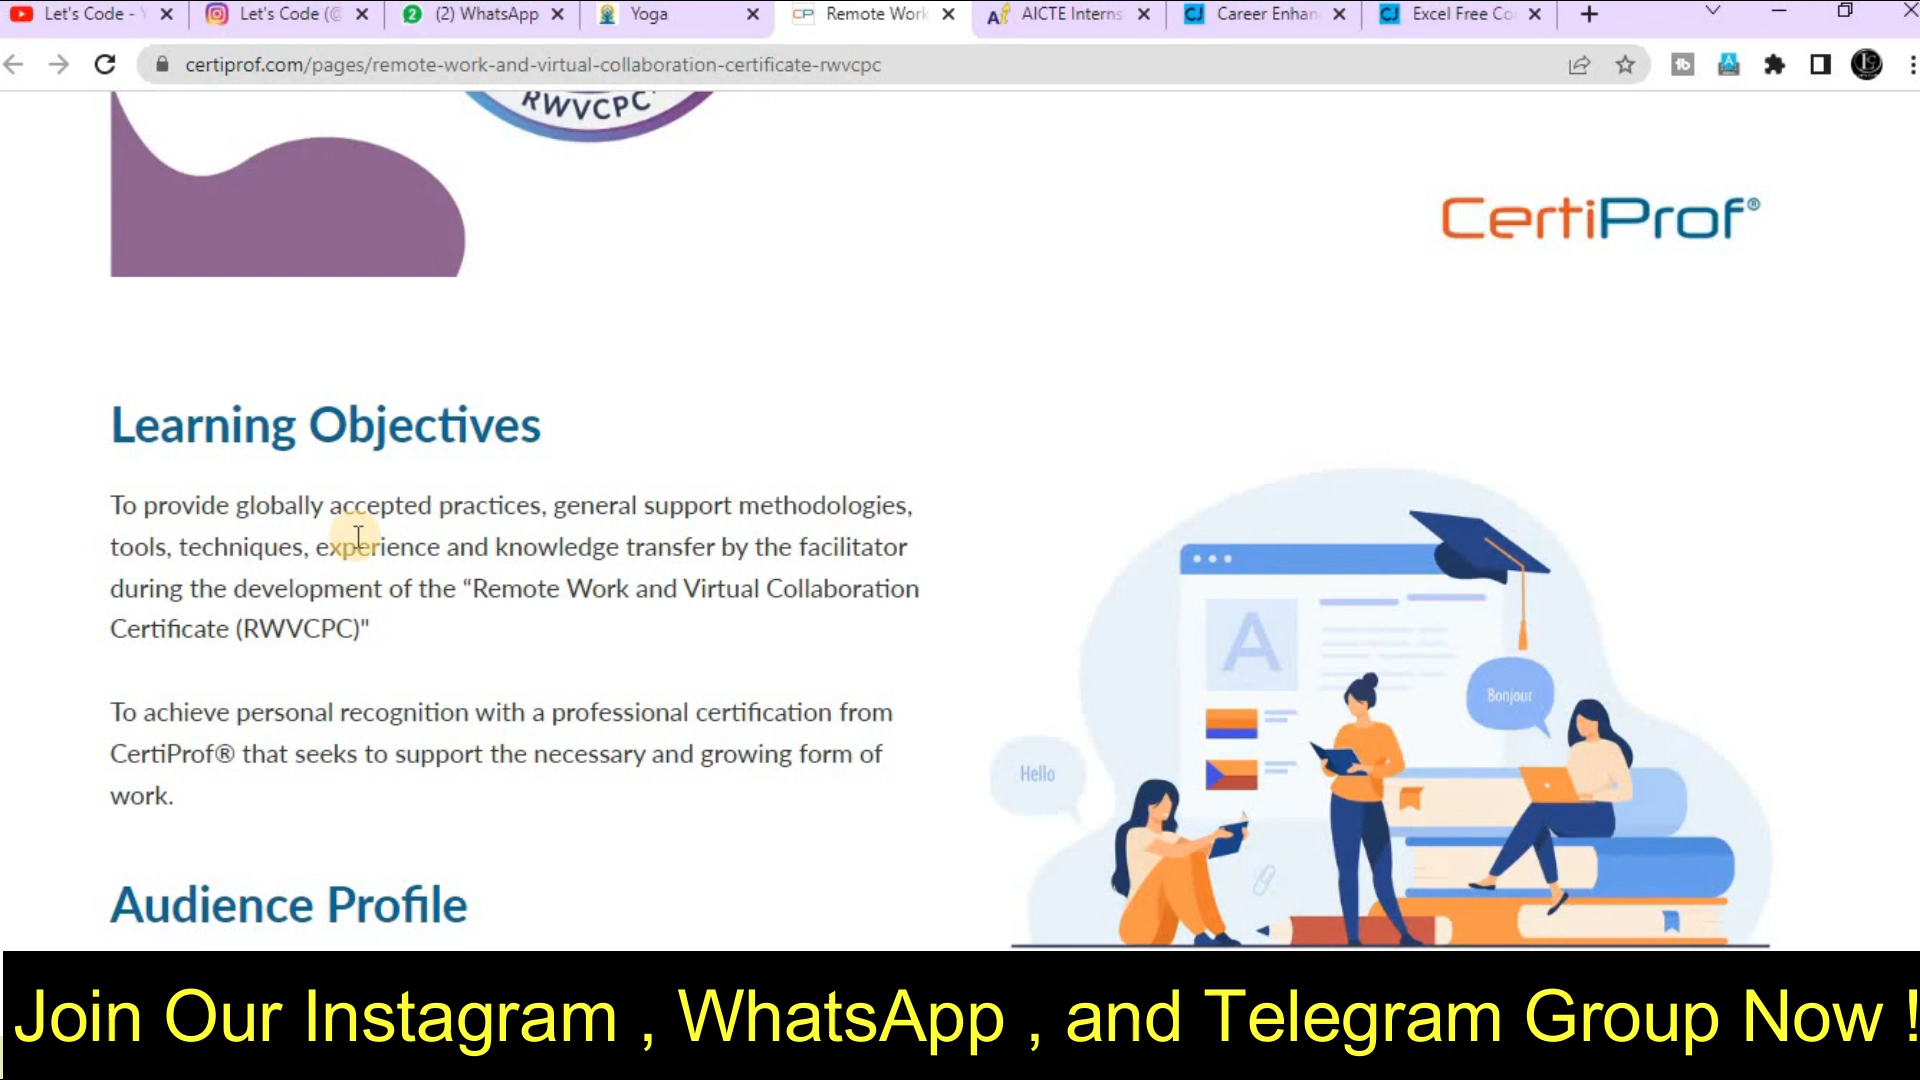 Let's Code -
Let's Code (@
(2) WhatsApp
Yoga
Remote Work
AICTE Interns
Career Enhan
Excel Free Co
certiprof.com/pages/remote-work-and-virtual-collaboration-certificate-rwvcpc
RWVCPC
CertiProf®
Learning Objectives
To provide globally accepted practices, general support methodologies,
tools, techniques, experience and knowledge transfer by the facilitator
during the development of the “Remote Work and Virtual Collaboration
Certificate (RWVCPC)"
To achieve personal recognition with a professional certification from
CertiProf® that seeks to support the necessary and growing form of
work.
A
Bonjour
Hello
Audience Profile
Join Our Instagram , WhatsApp , and Telegram Group Now !